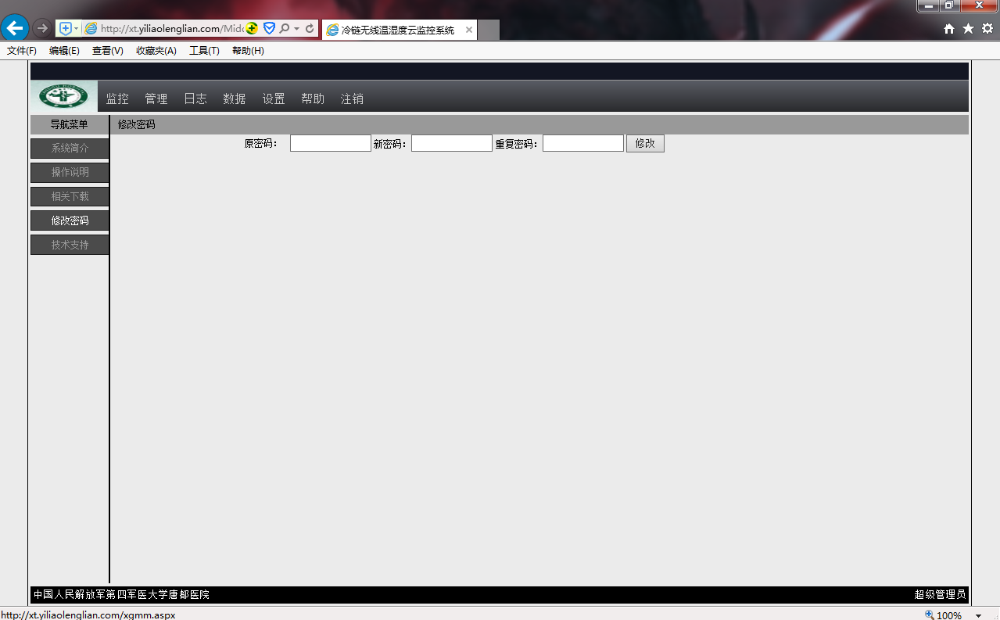 http://xt.yiliaolenglian.com/Mid
冷链无线温湿度云监控系统
文件(F) 编辑(E) 查看(V) 收藏夹(A) 工具(T) 帮助(H)
监控 管理 日志 数据 设置 帮助 注销
导航菜单
修改密码
原密码： 新密码： 重复密码： 修改
系统简介
操作说明
相关下载
修改密码
技术支持
中国人民解放军第四军医大学唐都医院
超级管理员
http://xt.yiliaolenglian.com/xgmm.aspx
100%